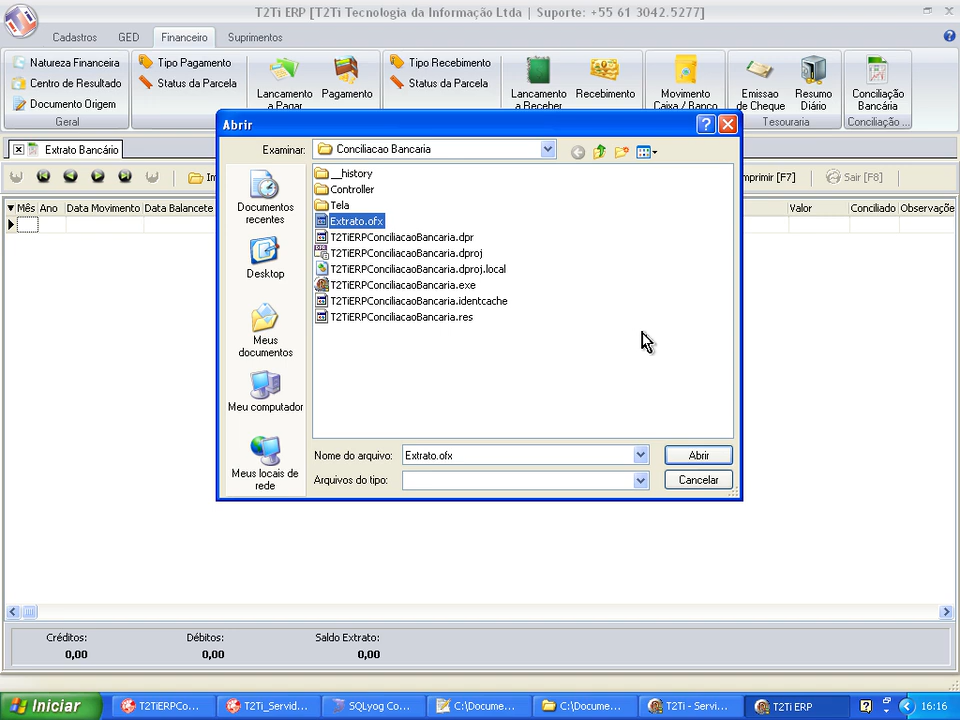 T2Ti ERP [T2Ti Tecnologia da Informação Ltda | Suporte: +55 61 3042.5277]
Cadastros GED Financeiro Suprimentos
Natureza Financeira
Centro de Resultado
Documento Origem
Geral
Tipo Pagamento
Status da Parcela
Lancamento
a Pagar
Pagamento
Tipo Recebimento
Status da Parcela
Lancamento
a Receber
Recebimento
Movimento
Caixa / Banco
Emissao
de Cheque
Resumo
Diário
Tesouraria
Conciliação
Bancária
Conciliação ...
Extrato Bancário
Imprimir [F7] Sair [F8]
Mês Ano Data Movimento Data Balancete Valor Conciliado Observaçõe
Abrir
Examinar: Conciliacao Bancaria
Documentos
recentes
Desktop
Meus
documentos
Meu computador
Meus locais de
rede
__history
Controller
Tela
Extrato.ofx
T2TiERPConciliacaoBancaria.dpr
T2TiERPConciliacaoBancaria.dproj
T2TiERPConciliacaoBancaria.dproj.local
T2TiERPConciliacaoBancaria.exe
T2TiERPConciliacaoBancaria.identcache
T2TiERPConciliacaoBancaria.res
Nome do arquivo: Extrato.ofx Abrir
Arquivos do tipo: Cancelar
Créditos: Débitos: Saldo Extrato:
0,00 0,00 0,00
Iniciar T2TiERPCo... T2Ti_Servid... SQLyog Co... C:\Docume... C:\Docume... T2Ti - Servi... T2Ti ERP 16:16